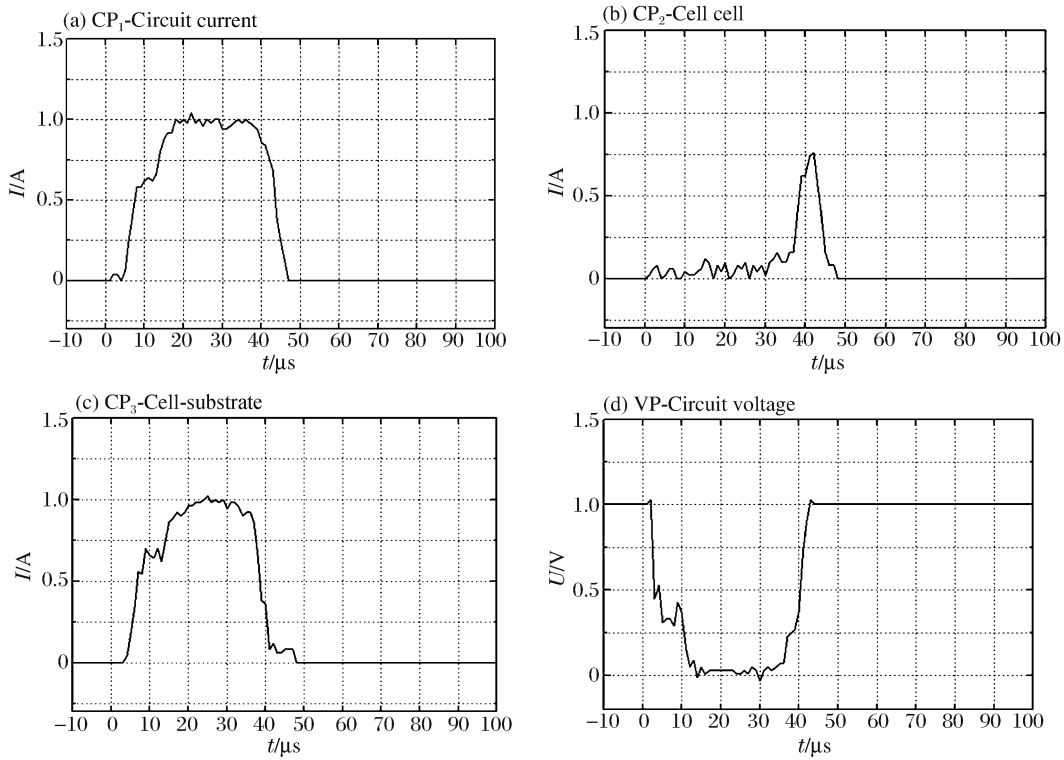 (a) CP₁-Circuit current
1.5
1.0
0.5
0
I/A
−10 0 10 20 30 40 50 60 70 80 90 100
t/μs
(b) CP₂-Cell cell
1.5
1.0
0.5
0
I/A
−10 0 10 20 30 40 50 60 70 80 90 100
t/μs
(c) CP₃-Cell-substrate
1.5
1.0
0.5
0
I/A
−10 0 10 20 30 40 50 60 70 80 90 100
t/μs
(d) VP-Circuit voltage
1.5
1.0
0.5
0
U/V
−10 0 10 20 30 40 50 60 70 80 90 100
t/μs